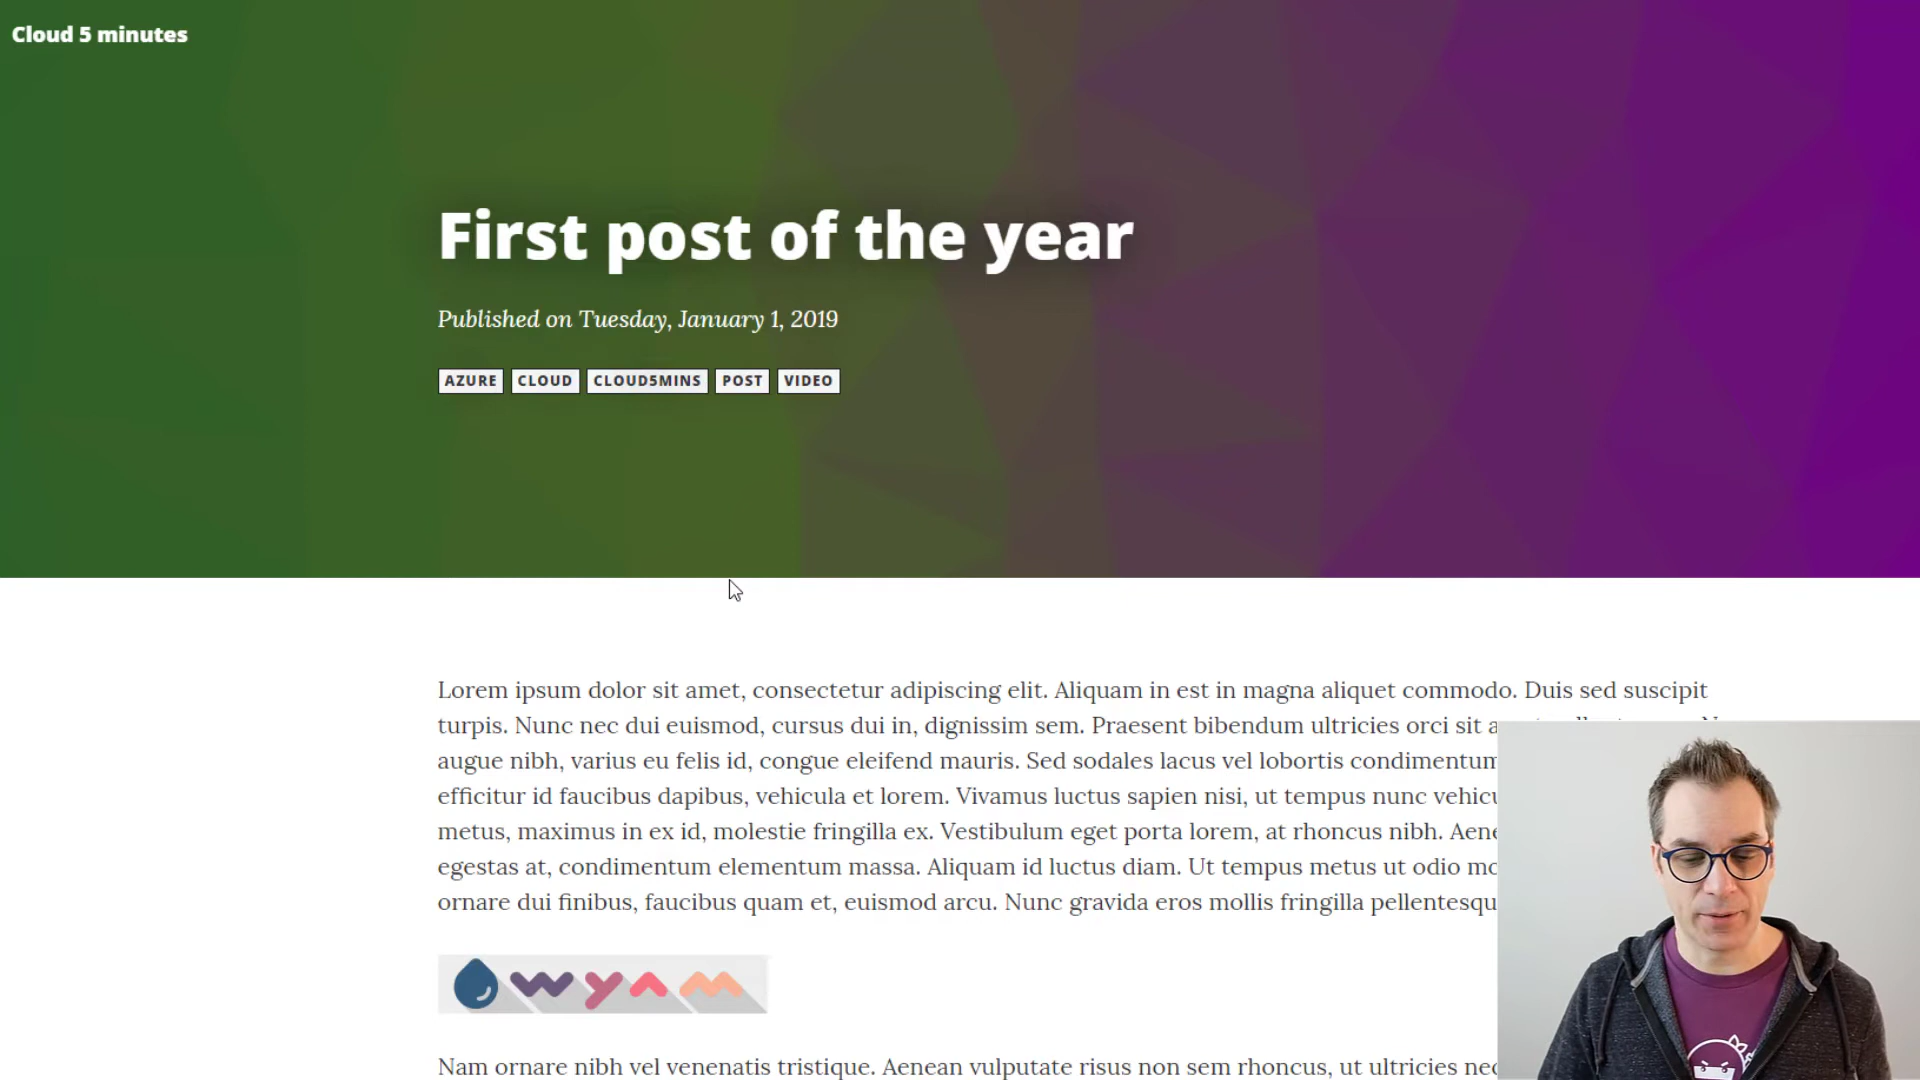 Cloud 5 minutes
First post of the year
Published on Tuesday, January 1, 2019
AZURE CLOUD CLOUD5MINS POST VIDEO
Lorem ipsum dolor sit amet, consectetur adipiscing elit. Aliquam in est in magna aliquet commodo. Duis sed suscipit
turpis. Nunc nec dui euismod, cursus dui in, dignissim sem. Praesent bibendum ultricies orci sit
augue nibh, varius eu felis id, congue eleifend mauris. Sed sodales lacus vel lobortis condimentum
efficitur id faucibus dapibus, vehicula et lorem. Vivamus luctus sapien nisi, ut tempus nunc
metus, maximus in ex id, molestie fringilla ex. Vestibulum eget porta lorem, at rhoncus nibh.
egestas at, condimentum elementum massa. Aliquam id luctus diam. Ut tempus metus ut odio
ornare dui finibus, faucibus quam et, euismod arcu. Nunc gravida eros mollis fringilla
wyam
Nam ornare nibh vel venenatis tristique. Aenean vulputate risus non sem rhoncus, ut ultricies